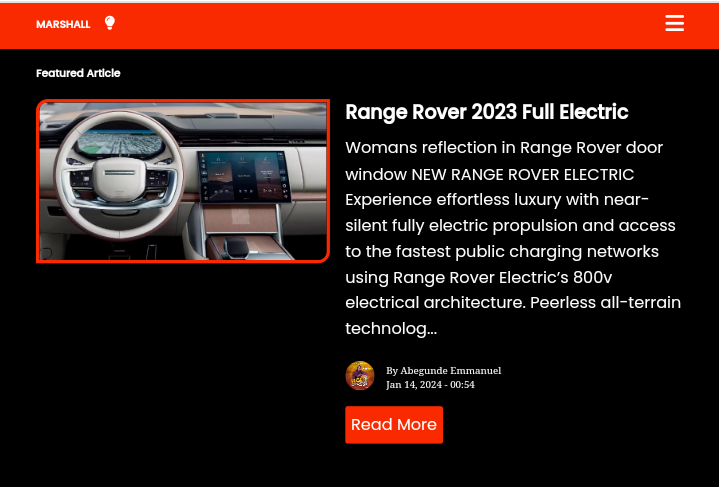 MARSHALL
Featured Article
Range Rover 2023 Full Electric
Womans reflection in Range Rover door
window NEW RANGE ROVER ELECTRIC
Experience effortless luxury with near-
silent fully electric propulsion and access
to the fastest public charging networks
using Range Rover Electric’s 800v
electrical architecture. Peerless all-terrain
technolog...
By Abegunde Emmanuel
Jan 14, 2024 - 00:54
Read More